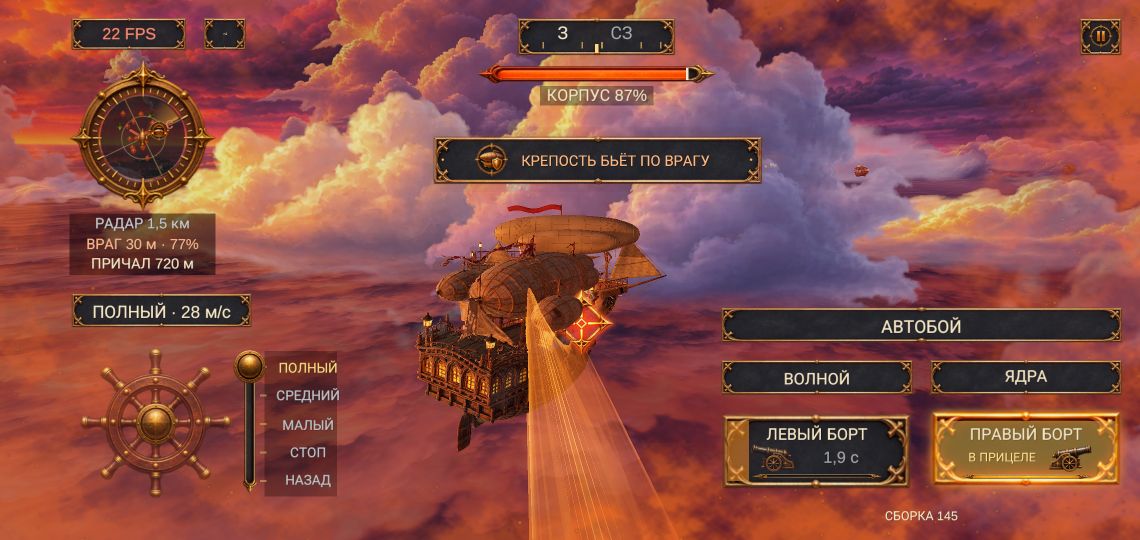 22 FPS
З СЗ
КОРПУС 87%
КРЕПОСТЬ БЬЁТ ПО ВРАГУ
РАДАР 1,5 км
ВРАГ 30 м · 77%
ПРИЧАЛ 720 м
ПОЛНЫЙ · 28 м/с
ПОЛНЫЙ
СРЕДНИЙ
МАЛЫЙ
СТОП
НАЗАД
АВТОБОЙ
ВОЛНОЙ
ЯДРА
ЛЕВЫЙ БОРТ
1,9 с
ПРАВЫЙ БОРТ
В ПРИЦЕЛЕ
СБОРКА 145